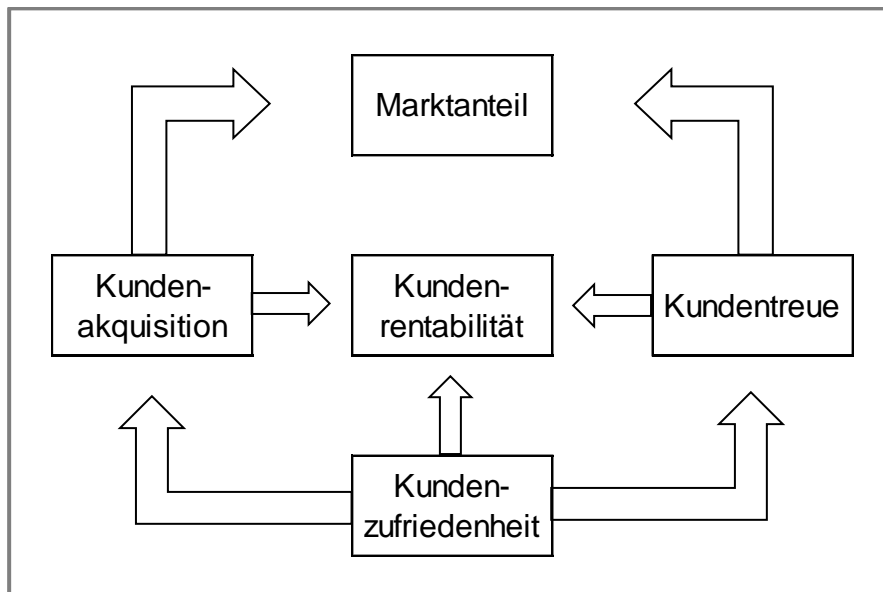 Marktanteil
Kunden-
akquisition
Kunden-
rentabilität
Kundentreue
Kunden-
zufriedenheit